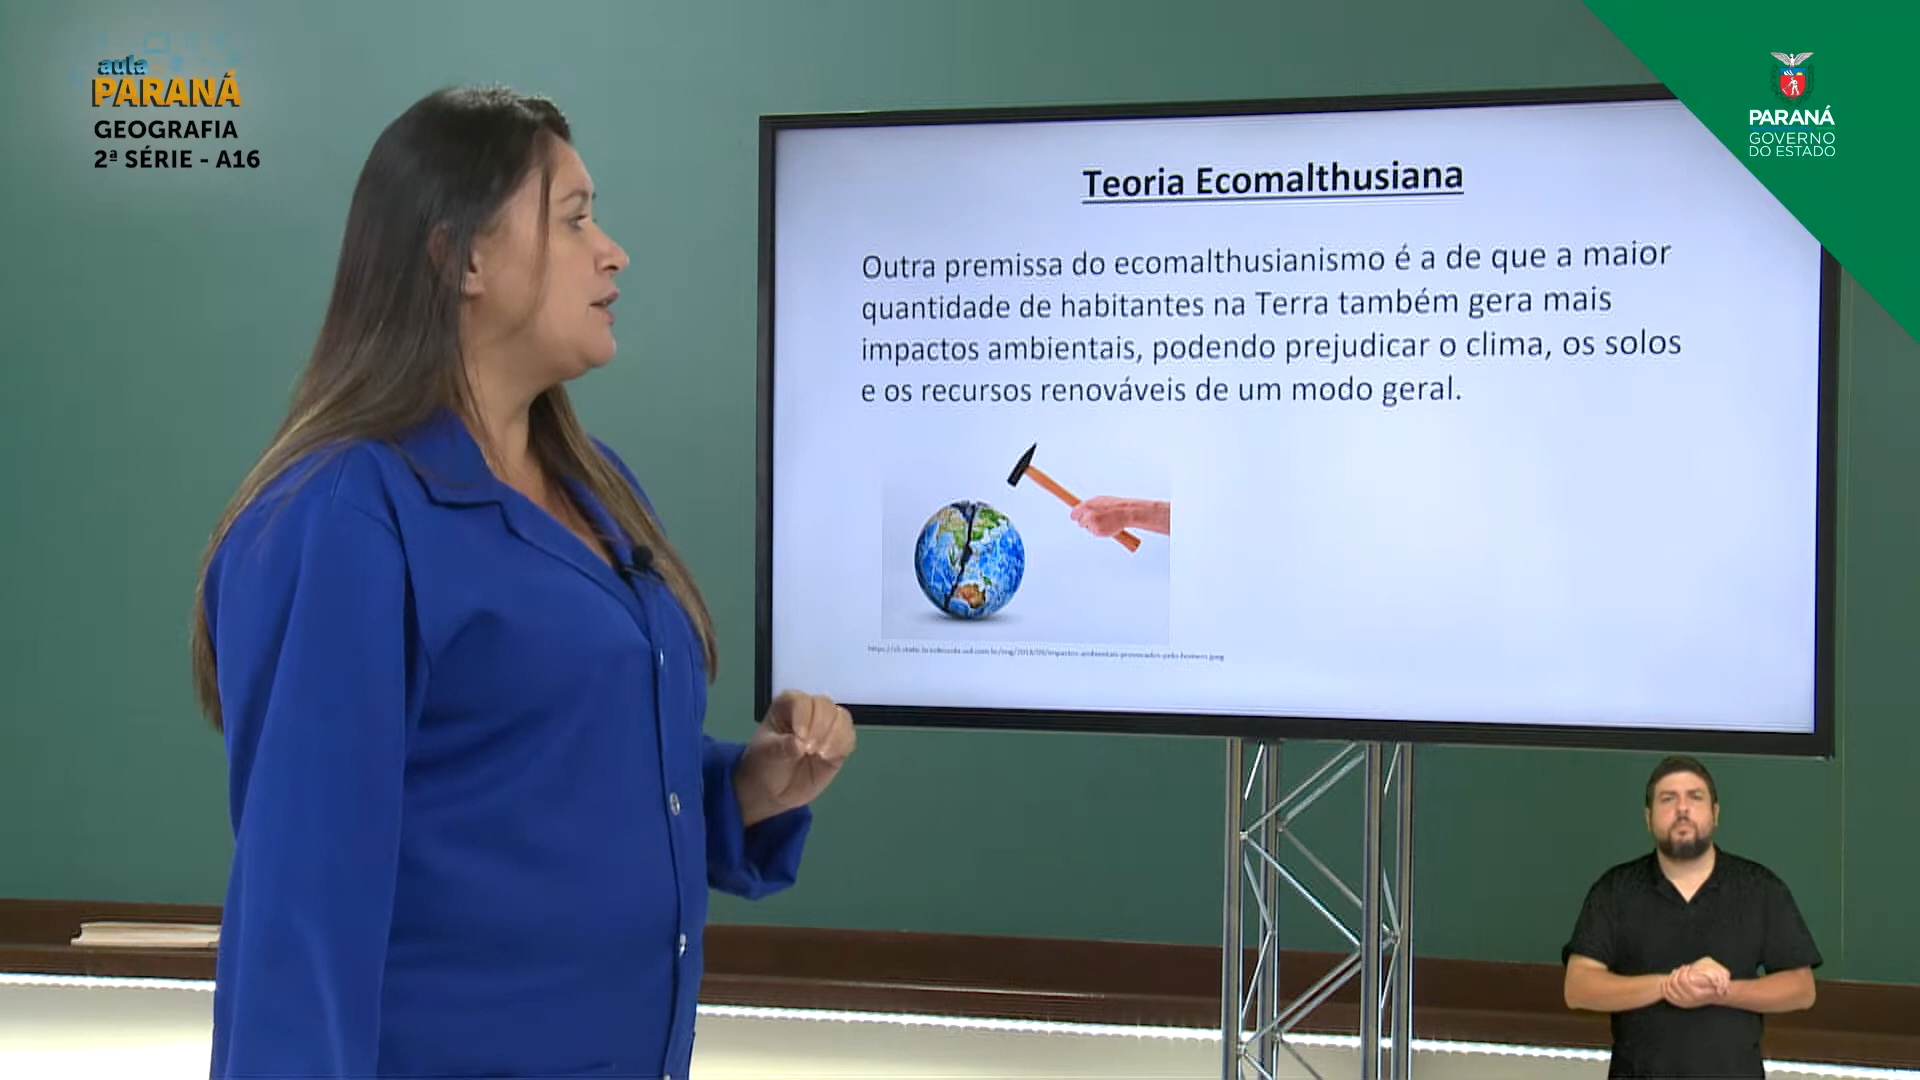 aula
PARANÁ
GEOGRAFIA
2ª SÉRIE - A16
PARANÁ
GOVERNO
DO ESTADO
Teoria Ecomalthusiana
Outra premissa do ecomalthusianismo é a de que a maior
quantidade de habitantes na Terra também gera mais
impactos ambientais, podendo prejudicar o clima, os solos
e os recursos renováveis de um modo geral.